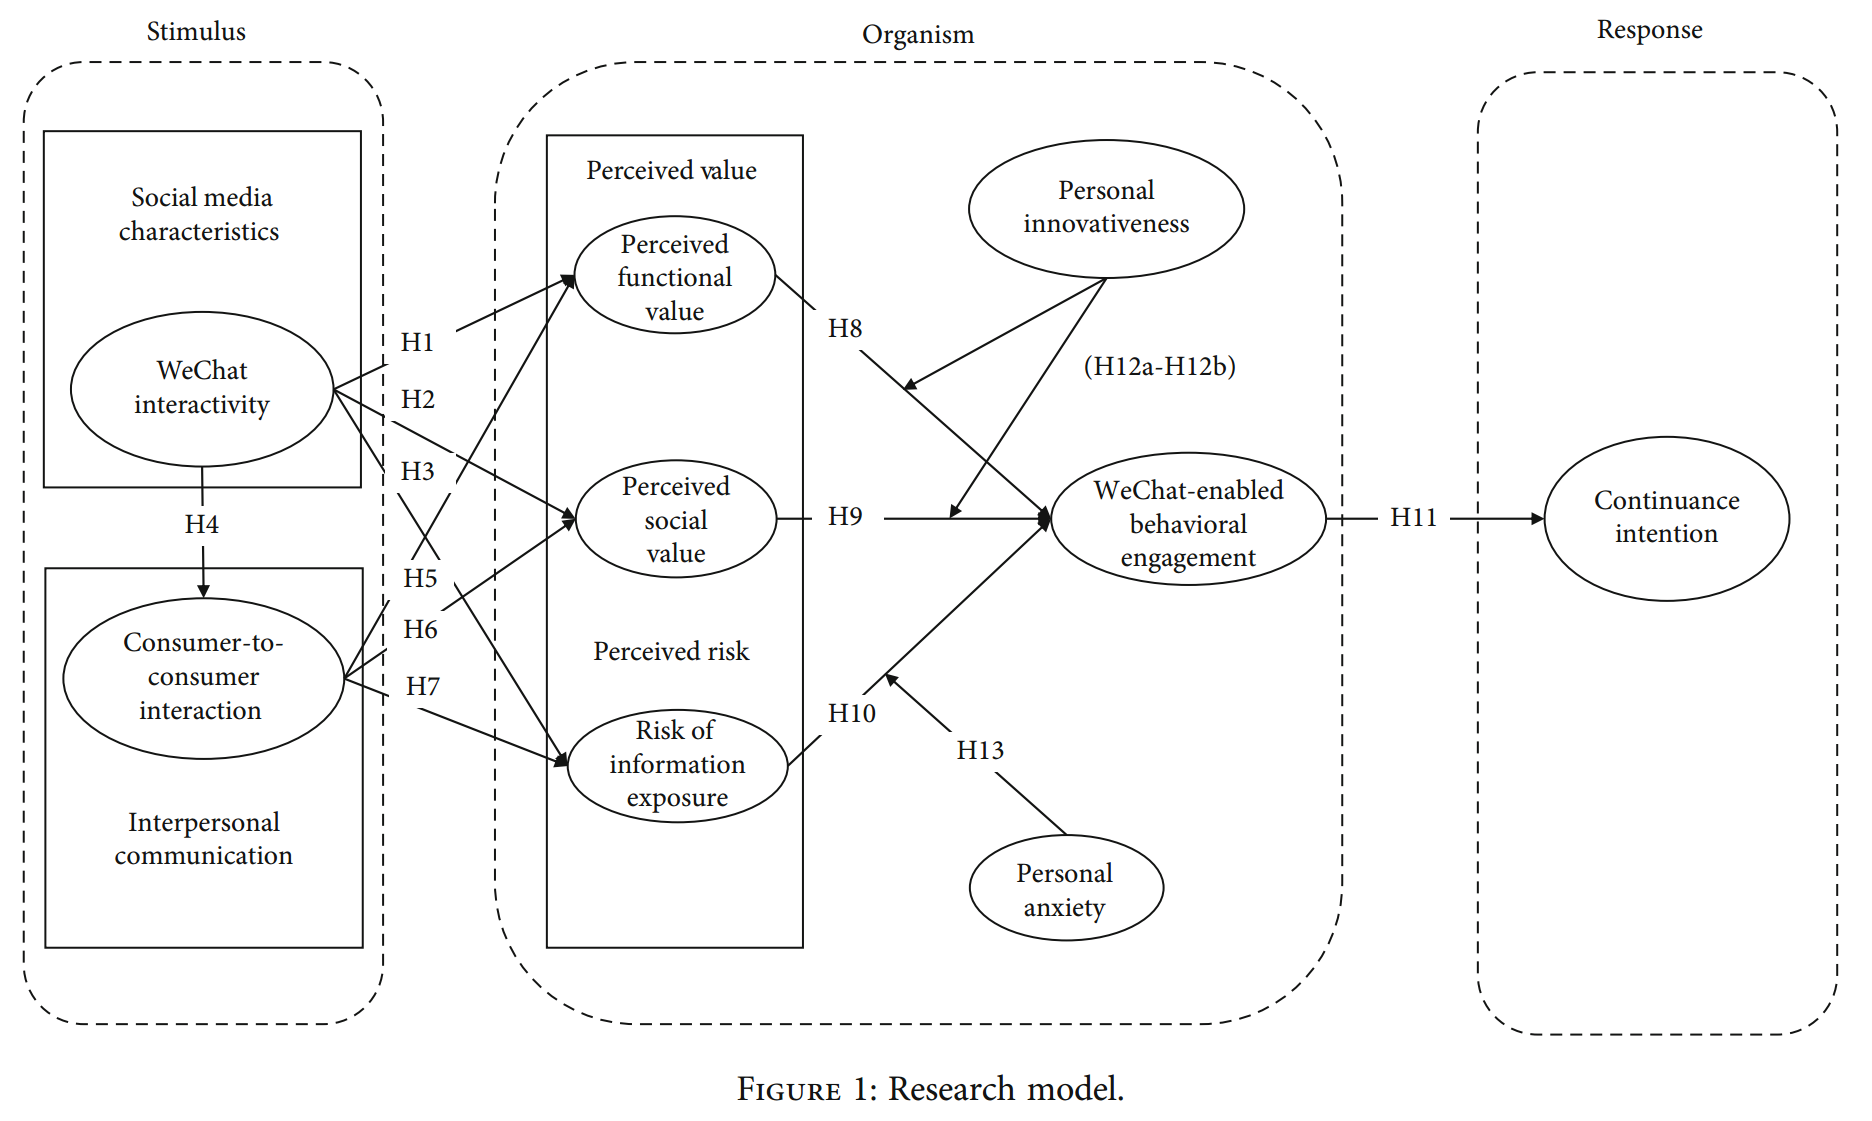 Stimulus
Organism
Response
Social media
characteristics
WeChat
interactivity
H4
Consumer-to-
consumer
interaction
Interpersonal
communication
H1
H2
H3
H5
H6
H7
Perceived value
Perceived
functional
value
Perceived
social
value
Perceived risk
Risk of
information
exposure
H8
H9
H10
Personal
innovativeness
(H12a-H12b)
WeChat-enabled
behavioral
engagement
H13
Personal
anxiety
H11
Continuance
intention
FIGURE 1: Research model.